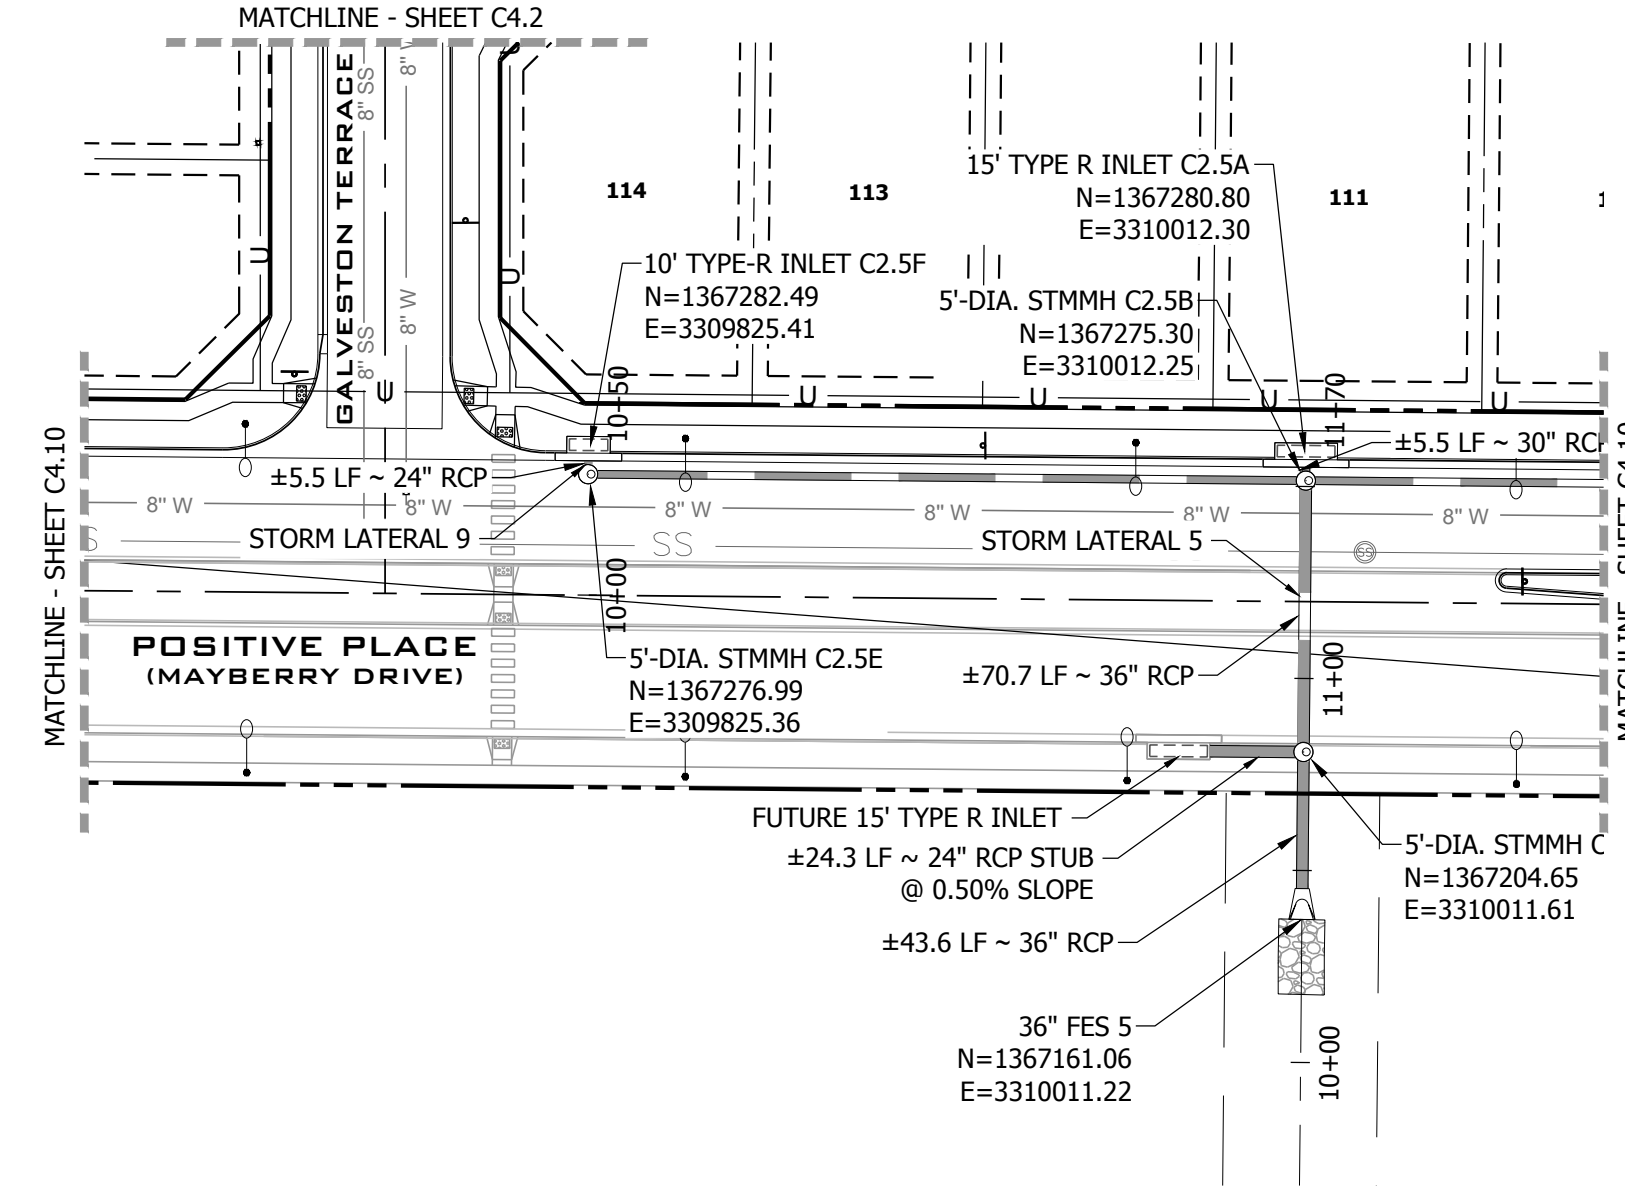 MATCHLINE - SHEET C4.2
GALVESTON TERRACE
8" SS
8" W
8" SS
8" W
U
U
114
113
111
15' TYPE R INLET C2.5A
N=1367280.80
E=3310012.30
10' TYPE-R INLET C2.5F
N=1367282.49
E=3309825.41
5'-DIA. STMMH C2.5B
N=1367275.30
E=3310012.25
10+50
11+70
U
U
U
U
U
±5.5 LF ~ 30" RCP
±5.5 LF ~ 24" RCP
8" W
8" W
8" W
8" W
8" W
8" W
STORM LATERAL 9
SS
STORM LATERAL 5
SS
MATCHLINE - SHEET C4.10
10+00
POSITIVE PLACE
(MAYBERRY DRIVE)
5'-DIA. STMMH C2.5E
N=1367276.99
E=3309825.36
±70.7 LF ~ 36" RCP
11+00
FUTURE 15' TYPE R INLET
±24.3 LF ~ 24" RCP STUB
@ 0.50% SLOPE
5'-DIA. STMMH C
N=1367204.65
E=3310011.61
±43.6 LF ~ 36" RCP
36" FES 5
N=1367161.06
E=3310011.22
10+00